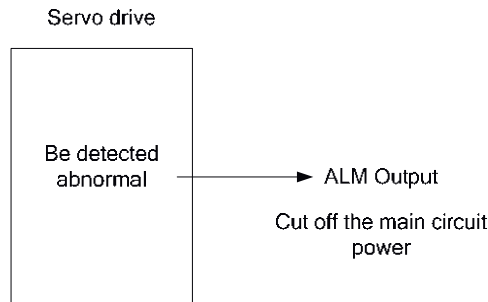 Servo drive
Be detected
abnormal
ALM Output
Cut off the main circuit
power